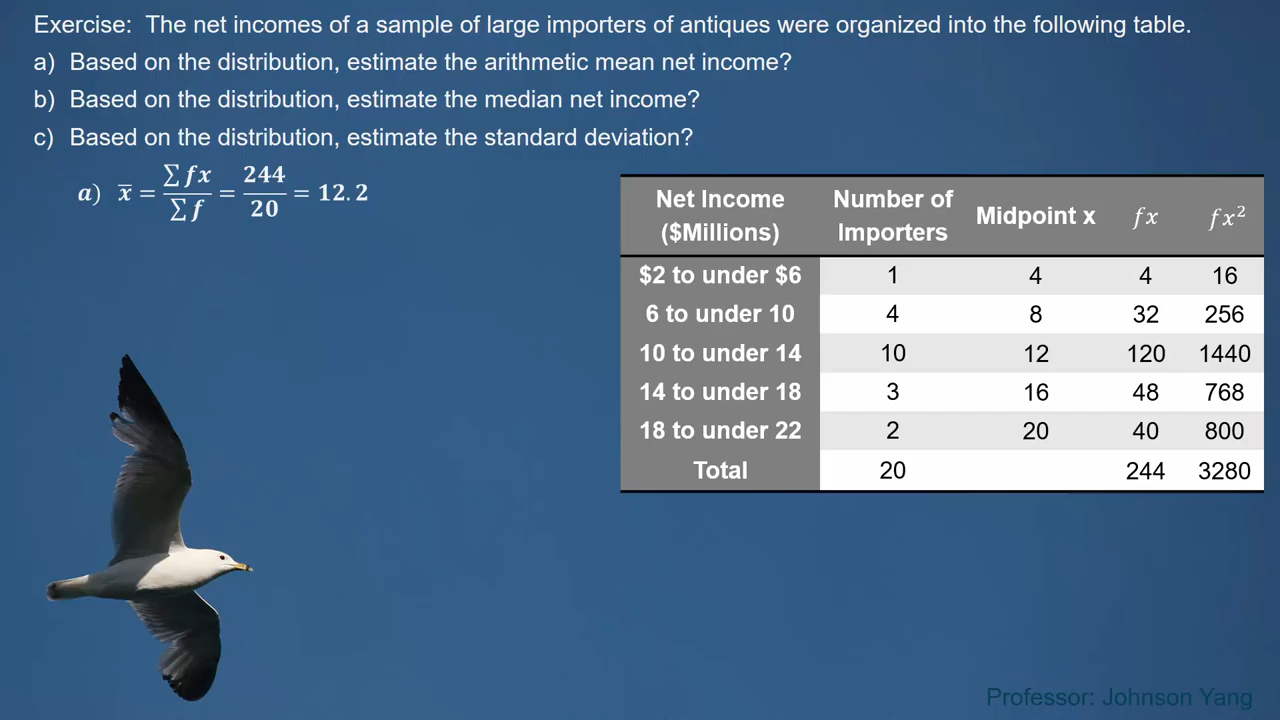 Exercise: The net incomes of a sample of large importers of antiques were organized into the following table.
a) Based on the distribution, estimate the arithmetic mean net income?
b) Based on the distribution, estimate the median net income?
c) Based on the distribution, estimate the standard deviation?
a) x̅ = ∑fx / ∑f = 244 / 20 = 12.2
Net Income ($Millions) Number of Importers Midpoint x fx fx²
$2 to under $6 1 4 4 16
6 to under 10 4 8 32 256
10 to under 14 10 12 120 1440
14 to under 18 3 16 48 768
18 to under 22 2 20 40 800
Total 20 244 3280
Professor: Johnson Yang